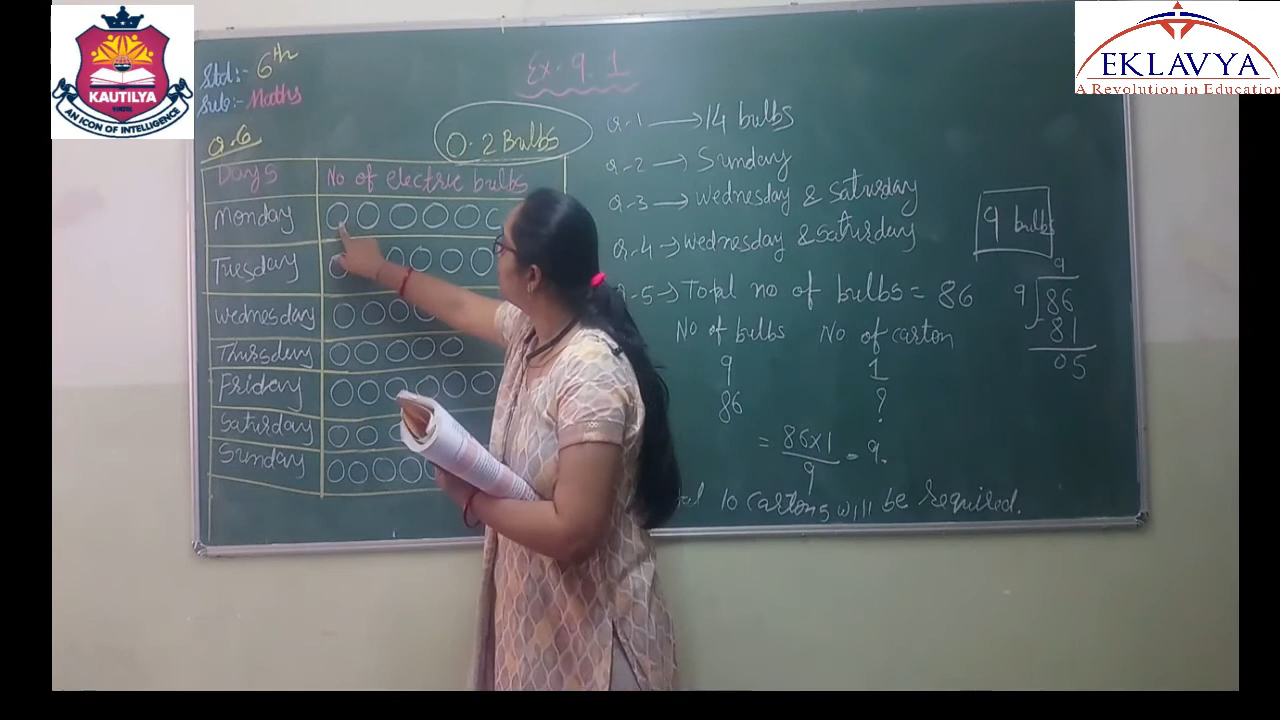 KAUTILYA
AN ICON OF INTELLIGENCE
EKLAVYA
A Revolution in Education
Std:- 6th
Sub:- Maths
Ex. 9.1
Q.6
O. 2 Bulbs
Days No of electric bulbs
Monday
Tuesday
Wednesday
Thursday
Friday
Saturday
Sunday
Q-1 → 14 bulbs
Q-2 → Sunday
Q-3 → Wednesday & Saturday
Q-4 → Wednesday & Saturday
-5 → Total no of bulbs = 86
No of bulbs No of carton
9 1
86 ?
= 86×1
9
= 9.
10 cartons will be required.
9 bulbs
9
9 86
-81
05